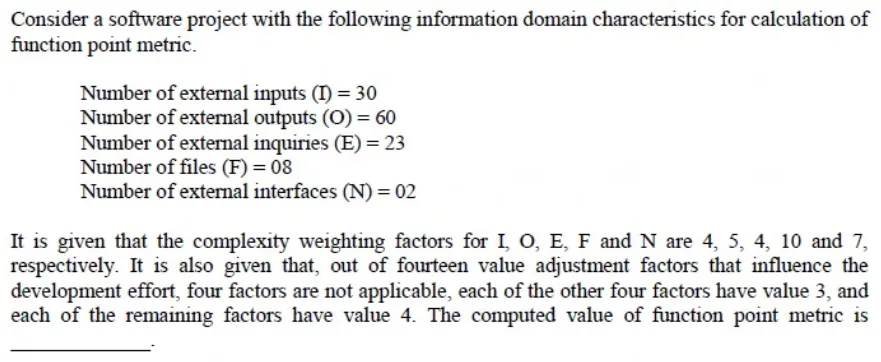 Consider a software project with the following information domain characteristics for calculation of
function point metric.
Number of external inputs (I) = 30
Number of external outputs (O) = 60
Number of external inquiries (E) = 23
Number of files (F) = 08
Number of external interfaces (N) = 02
It is given that the complexity weighting factors for I, O, E, F and N are 4, 5, 4, 10 and 7,
respectively. It is also given that, out of fourteen value adjustment factors that influence the
development effort, four factors are not applicable, each of the other four factors have value 3, and
each of the remaining factors have value 4. The computed value of function point metric is
____________.